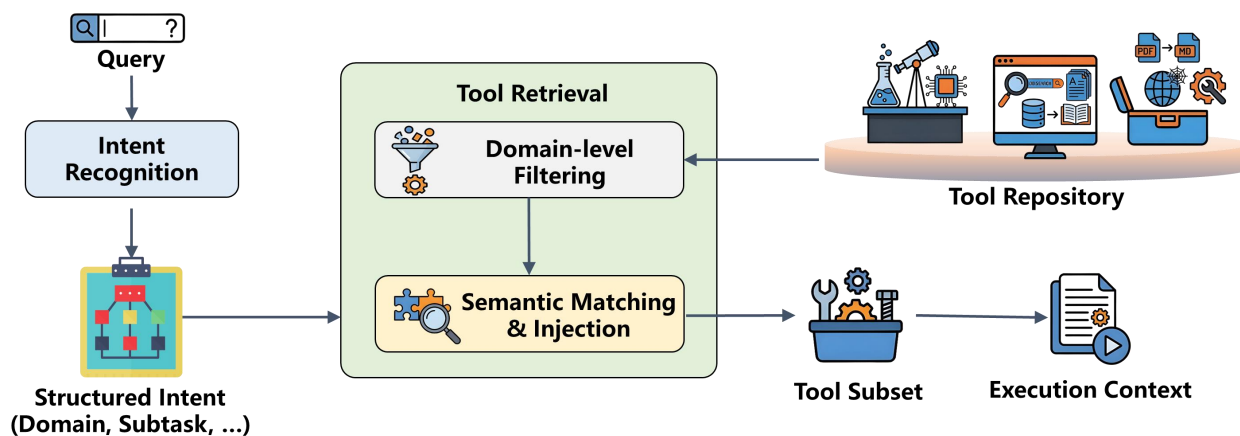 ?
Query
Intent
Recognition
Structured Intent
(Domain, Subtask, ...)
Tool Retrieval
Domain-level
Filtering
Semantic Matching
& Injection
PDF
MD
A
Tool Repository
Tool Subset
Execution Context